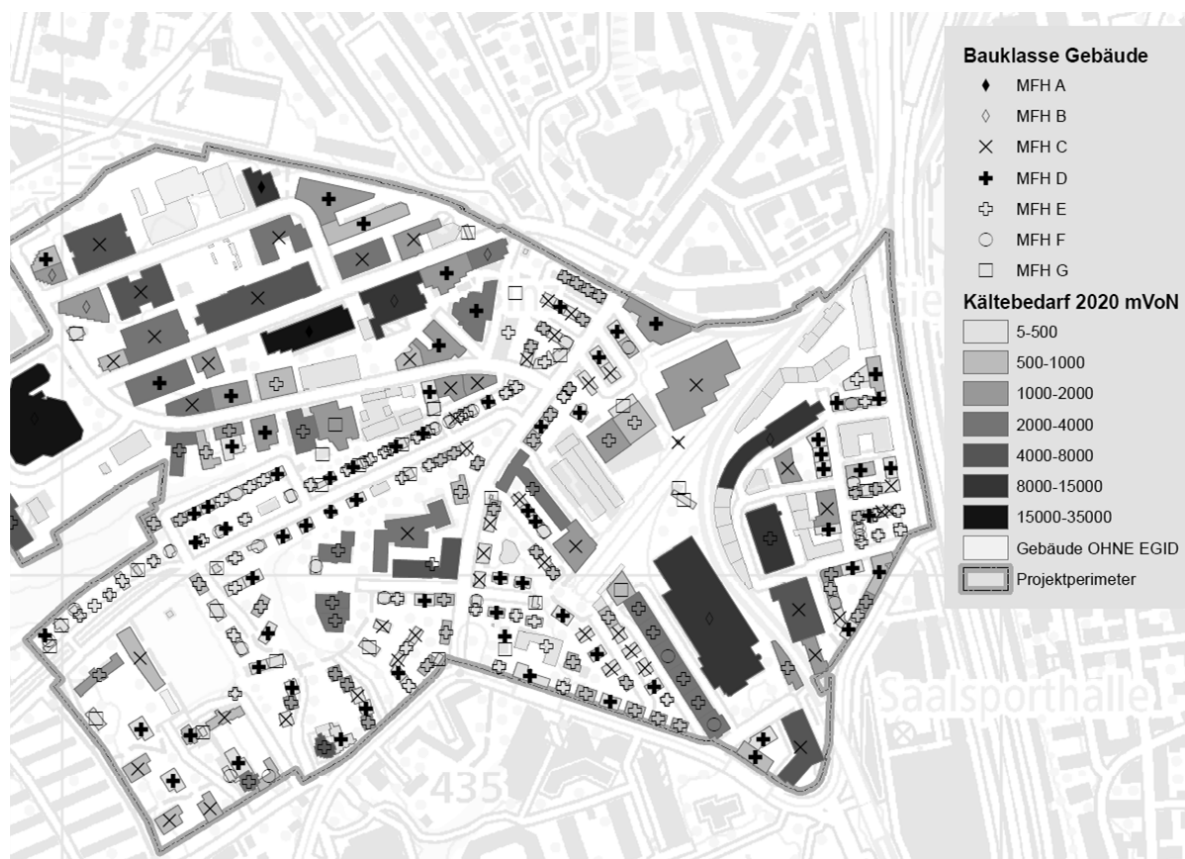 Bauklasse Gebäude
MFH A
MFH B
MFH C
MFH D
MFH E
MFH F
MFH G
Kältebedarf 2020 mVoN
5-500
500-1000
1000-2000
2000-4000
4000-8000
8000-15000
15000-35000
Gebäude OHNE EGID
Projektperimeter
435